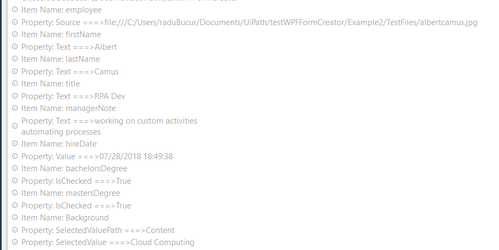 Item Name: employee
Property: Source ===>file:///C:/Users/raduBucur/Documents/UiPath/testWPFFormCreator/Example2/TestFiles/albertcamus.jpg
Item Name: firstName
Property: Text ===>Albert
Item Name: lastName
Property: Text ===>Camus
Item Name: title
Property: Text ===>RPA Dev
Item Name: managerNote
Property: Text ===>working on custom activities
automating processes
Item Name: hireDate
Property: Value ===>07/28/2018 18:49:38
Item Name: bachelorsDegree
Property: IsChecked ===>True
Item Name: mastersDegree
Property: IsChecked ===>True
Item Name: Background
Property: SelectedValuePath ===>Content
Property: SelectedValue ===>Cloud Computing